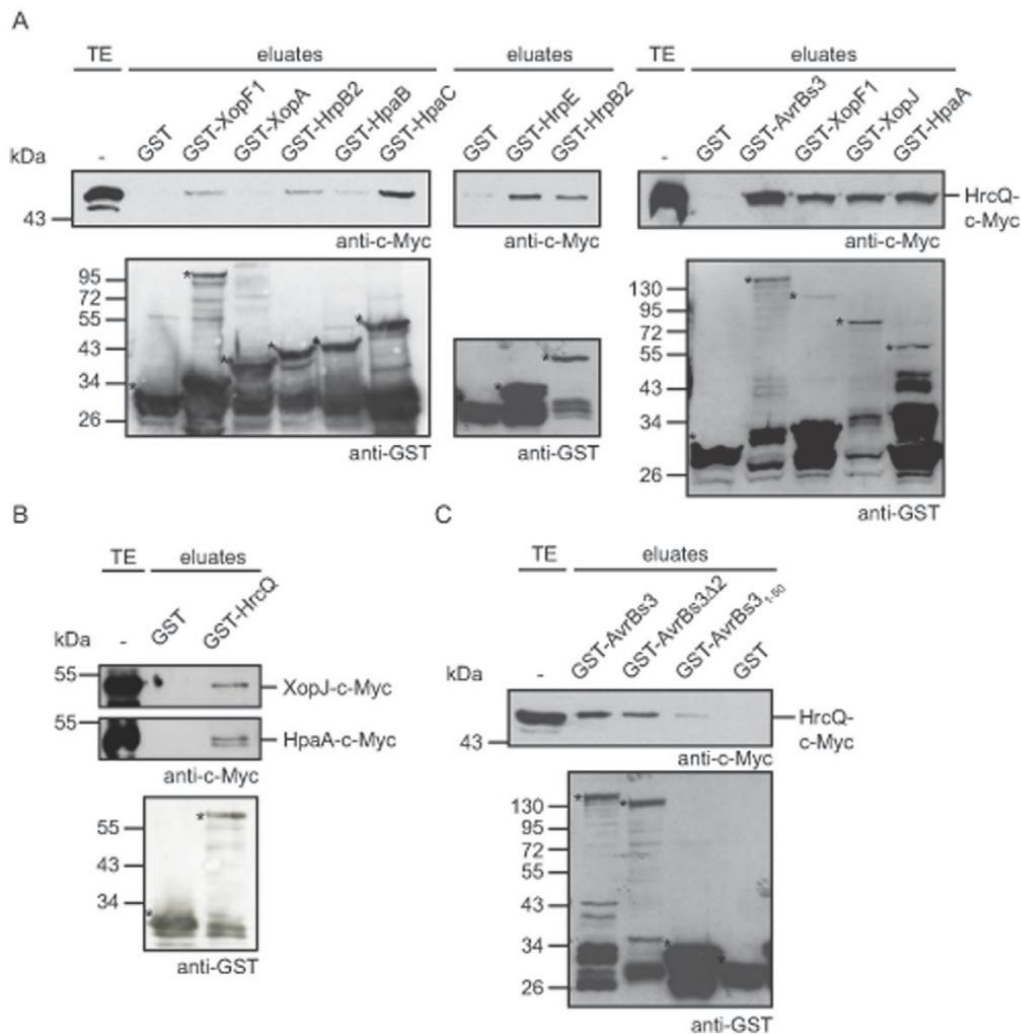 A
TE eluates eluates TE eluates
kDa - GST GST-XopF1 GST-XopA GST-HrpB2 GST-HpaB GST-HpaC GST GST-HrpE GST-HrpB2 - GST GST-AvrBs3 GST-XopF1 GST-XopJ GST-HpaA
HrcQ-
c-Myc
43
anti-c-Myc anti-c-Myc anti-c-Myc
95
72
55
43
34
26
anti-GST
anti-GST
130
95
72
55
43
34
26
anti-GST
B
TE eluates
kDa - GST GST-HrcQ
55 XopJ-c-Myc
55 HpaA-c-Myc
anti-c-Myc
55
43
34
anti-GST
C
TE eluates
kDa - GST-AvrBs3 GST-AvrBs3Δ2 GST-AvrBs3₁₋₅₀ GST
HrcQ-
c-Myc
43
anti-c-Myc
130
95
72
55
43
34
26
anti-GST